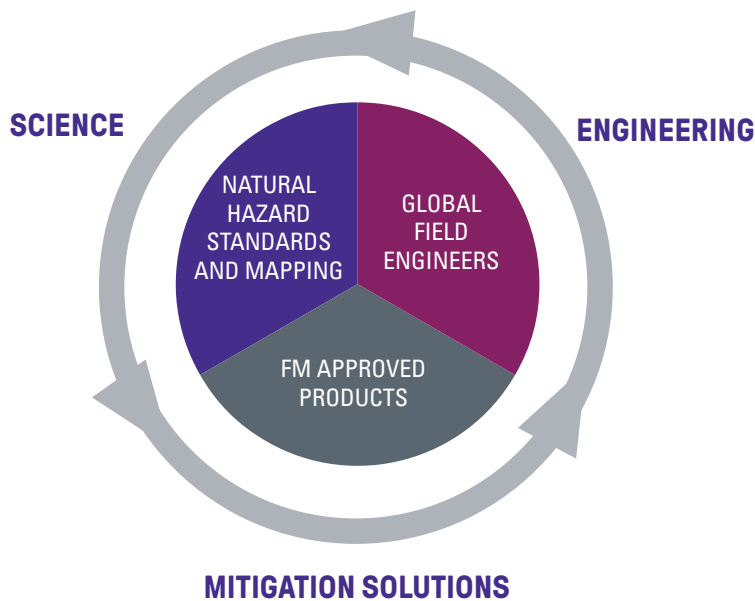 SCIENCE
ENGINEERING
NATURAL
HAZARD
STANDARDS
AND MAPPING
GLOBAL
FIELD
ENGINEERS
FM APPROVED
PRODUCTS
MITIGATION SOLUTIONS